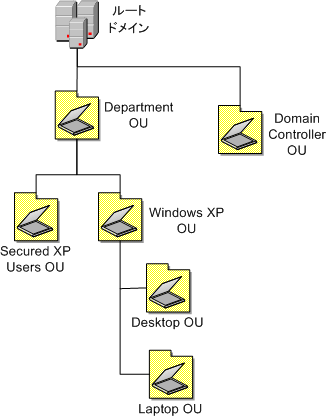 ルート
ドメイン
Department
OU
Domain
Controller
OU
Secured XP
Users OU
Windows XP
OU
Desktop OU
Laptop OU